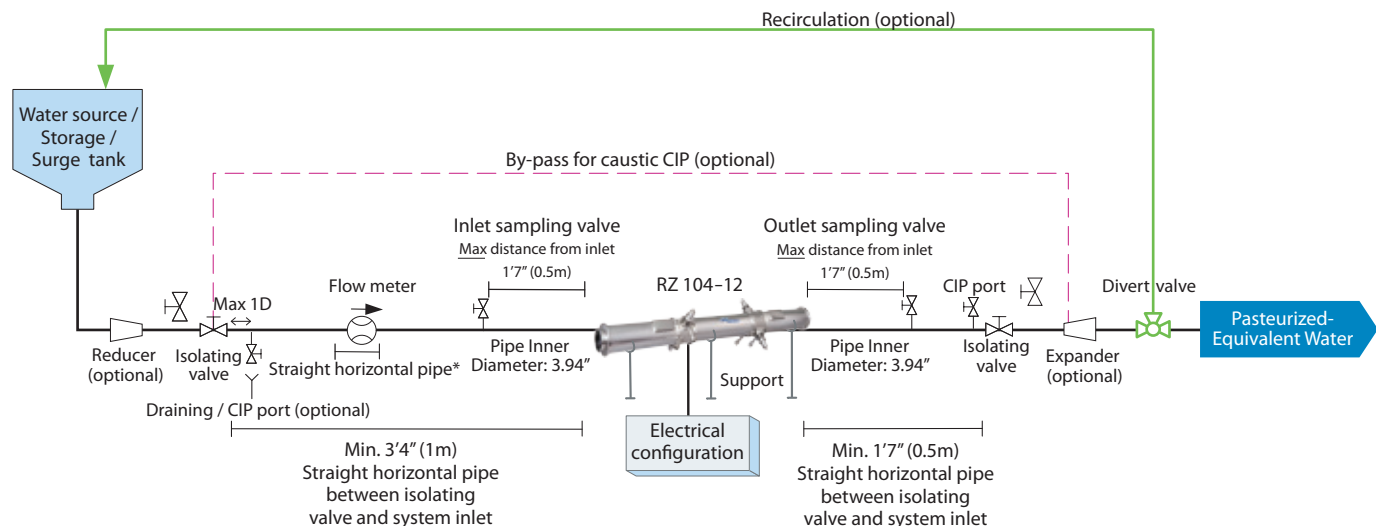 Recirculation (optional)
Water source /
Storage /
Surge tank
By-pass for caustic CIP (optional)
Inlet sampling valve
Max distance from inlet
1'7" (0.5m)
Outlet sampling valve
Max distance from inlet
1'7" (0.5m)
RZ 104–12
Max 1D
Flow meter
CIP port
Divert valve
Pasteurized-
Equivalent Water
Reducer
(optional)
Isolating
valve
Straight horizontal pipe*
Pipe Inner
Diameter: 3.94"
Support
Pipe Inner
Diameter: 3.94"
Isolating
valve
Expander
(optional)
Draining / CIP port (optional)
Electrical
configuration
Min. 3'4" (1m)
Straight horizontal pipe
between isolating
valve and system inlet
Min. 1'7" (0.5m)
Straight horizontal pipe
between isolating
valve and system inlet